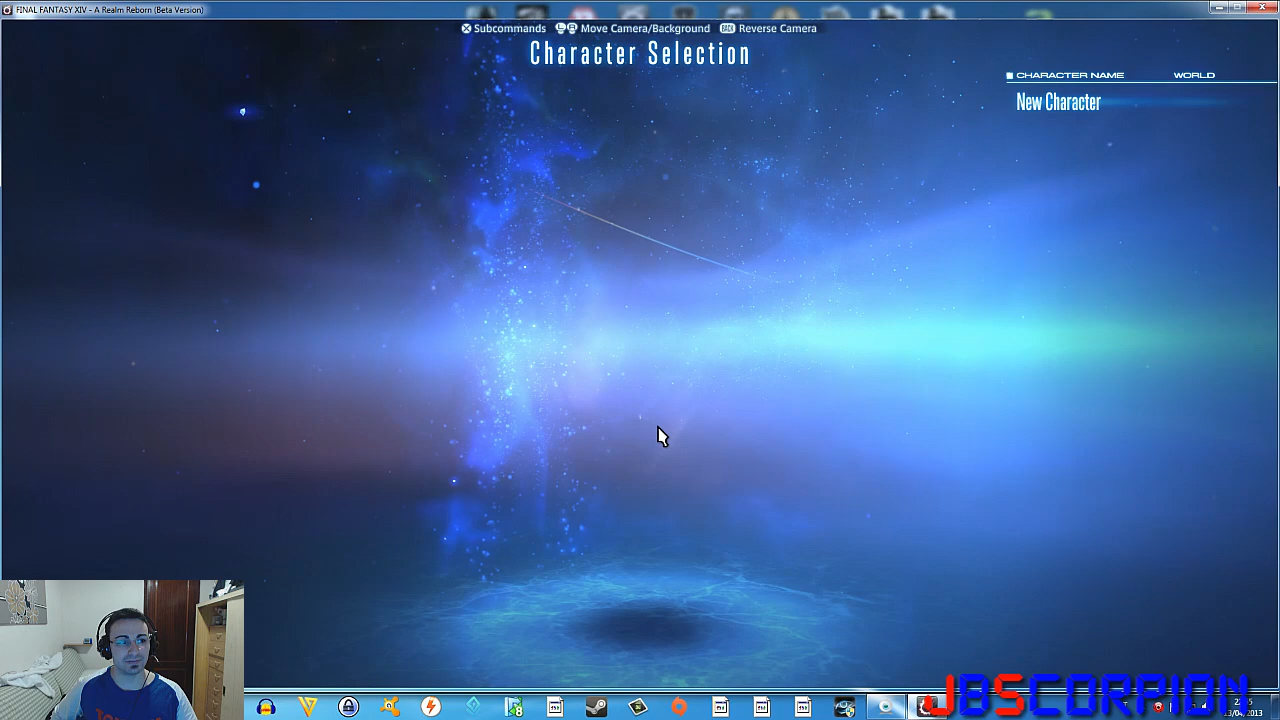 FINAL FANTASY XIV - A Realm Reborn (Beta Version)
Subcommands Move Camera/Background BACK Reverse Camera
Character Selection
CHARACTER NAME WORLD
New Character
JBSCORPION